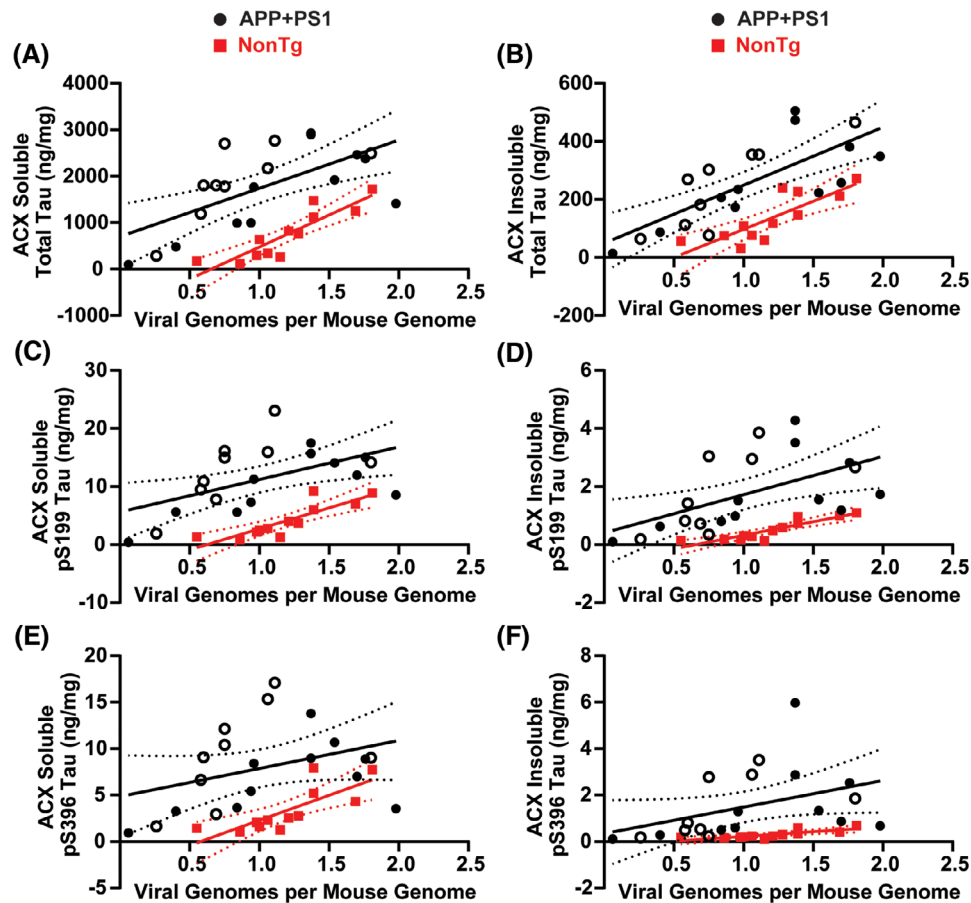 APP+PS1
NonTg
APP+PS1
NonTg
(A)
ACX Soluble
Total Tau (ng/mg)
4000
3000
2000
1000
0
-1000
0.5
1.0
1.5
2.0
2.5
Viral Genomes per Mouse Genome
(B)
ACX Insoluble
Total Tau (ng/mg)
600
400
200
0
-200
0.5
1.0
1.5
2.0
2.5
Viral Genomes per Mouse Genome
(C)
ACX Soluble
pS199 Tau (ng/mg)
30
20
10
0
-10
0.5
1.0
1.5
2.0
2.5
Viral Genomes per Mouse Genome
(D)
ACX Insoluble
pS199 Tau (ng/mg)
6
4
2
0
-2
0.5
1.0
1.5
2.0
2.5
Viral Genomes per Mouse Genome
(E)
ACX Soluble
pS396 Tau (ng/mg)
20
15
10
5
0
-5
0.5
1.0
1.5
2.0
2.5
Viral Genomes per Mouse Genome
(F)
ACX Insoluble
pS396 Tau (ng/mg)
6
4
2
0
-2
0.5
1.0
1.5
2.0
2.5
Viral Genomes per Mouse Genome